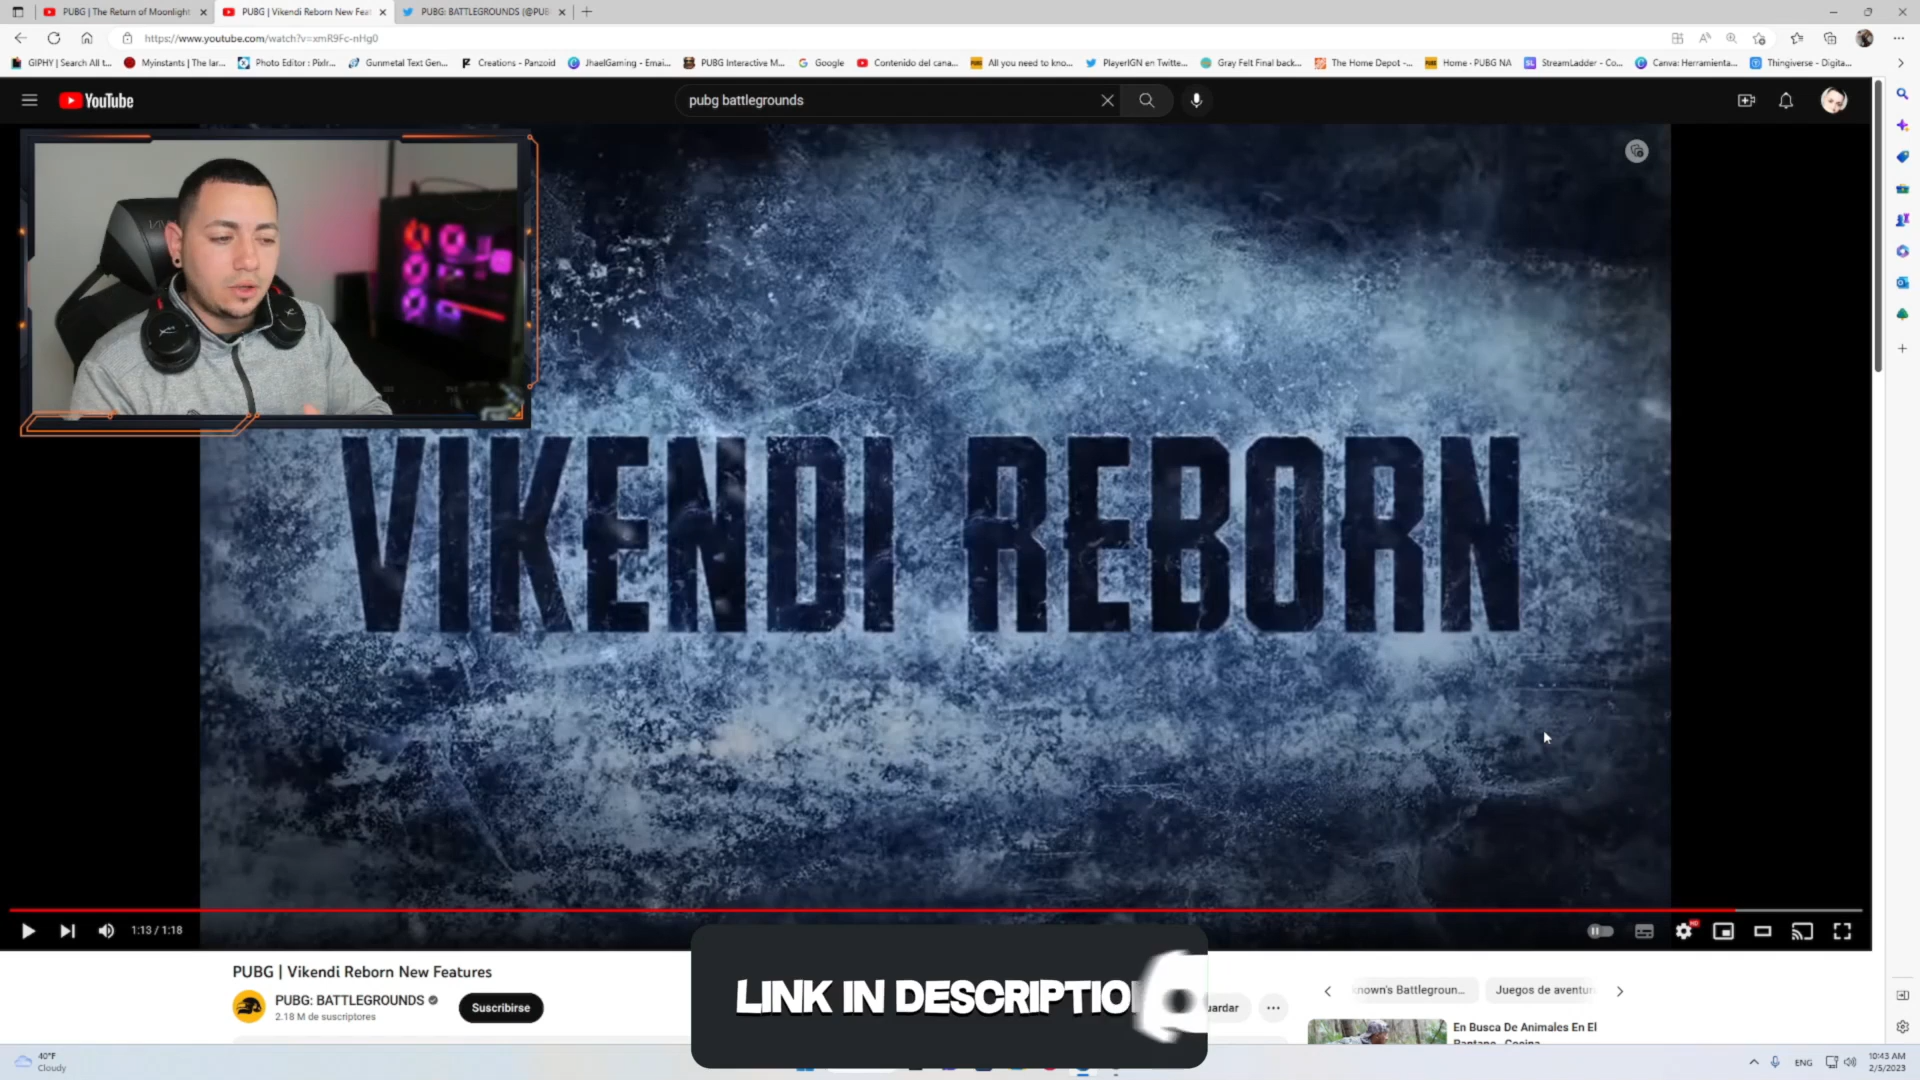 PUBG | The Return of Moonlight
PUBG | Vikendi Reborn New Feat
PUBG: BATTLEGROUNDS (@PUB
https://www.youtube.com/watch?v=xmR9Fc-nHg0
GIPHY | Search All t...
Myinstants | The lar...
Photo Editor : Pixlr...
Gunmetal Text Gen...
Creations - Panzoid
JhaelGaming - Emai...
PUBG Interactive M...
Google
Contenido del cana...
All you need to kno...
PlayerIGN en Twitte...
Gray Felt Final back...
The Home Depot -...
Home - PUBG NA
StreamLadder - Co...
Canva: Herramienta...
Thingiverse - Digita...
YouTube
pubg battlegrounds
VIKENDI REBORN
1:13 / 1:18
HD
PUBG | Vikendi Reborn New Features
PUBG: BATTLEGROUNDS
2.18 M de suscriptores
Suscribirse
LINK IN DESCRIPTIO
uardar
known's Battlegroun...
Juegos de aventur
En Busca De Animales En El
Pantano, Cocina
40°F
Cloudy
ENG
10:43 AM
2/5/2023